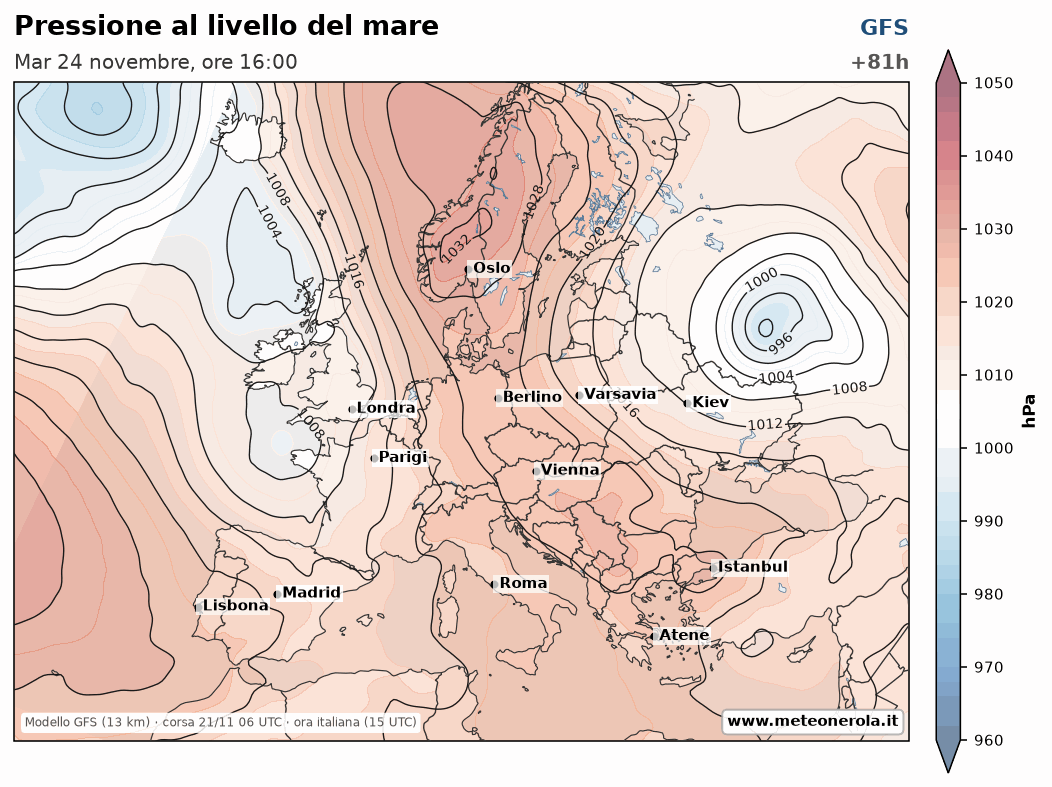 Pressione al livello del mare
GFS
Mar 24 novembre, ore 16:00
+81h
1050
1040
1030
1020
1010
1000
990
980
970
960
hPa
1008
1004
1016
1028
1032
1020
Oslo
1000
996
1004
1008
1012
16
1008
Berlino
Varsavia
Kiev
Londra
Parigi
Vienna
Istanbul
Roma
Madrid
Lisbona
Atene
Modello GFS (13 km) · corsa 21/11 06 UTC · ora italiana (15 UTC)
www.meteonerola.it